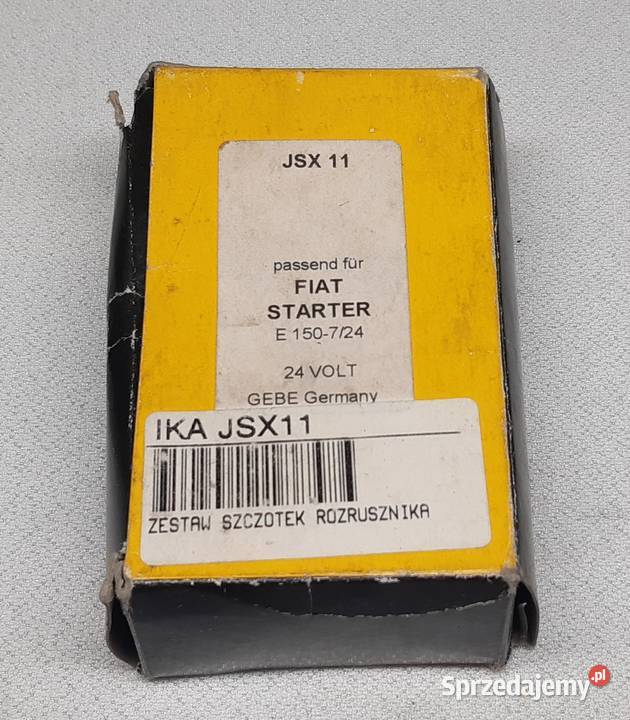 JSX 11
passend für
FIAT
STARTER
E 150-7/24
24 VOLT
GEBE Germany
IKA JSX11
ZESTAW SZCZOTEK ROZRUSZNIKA
Sprzedajemy.pl